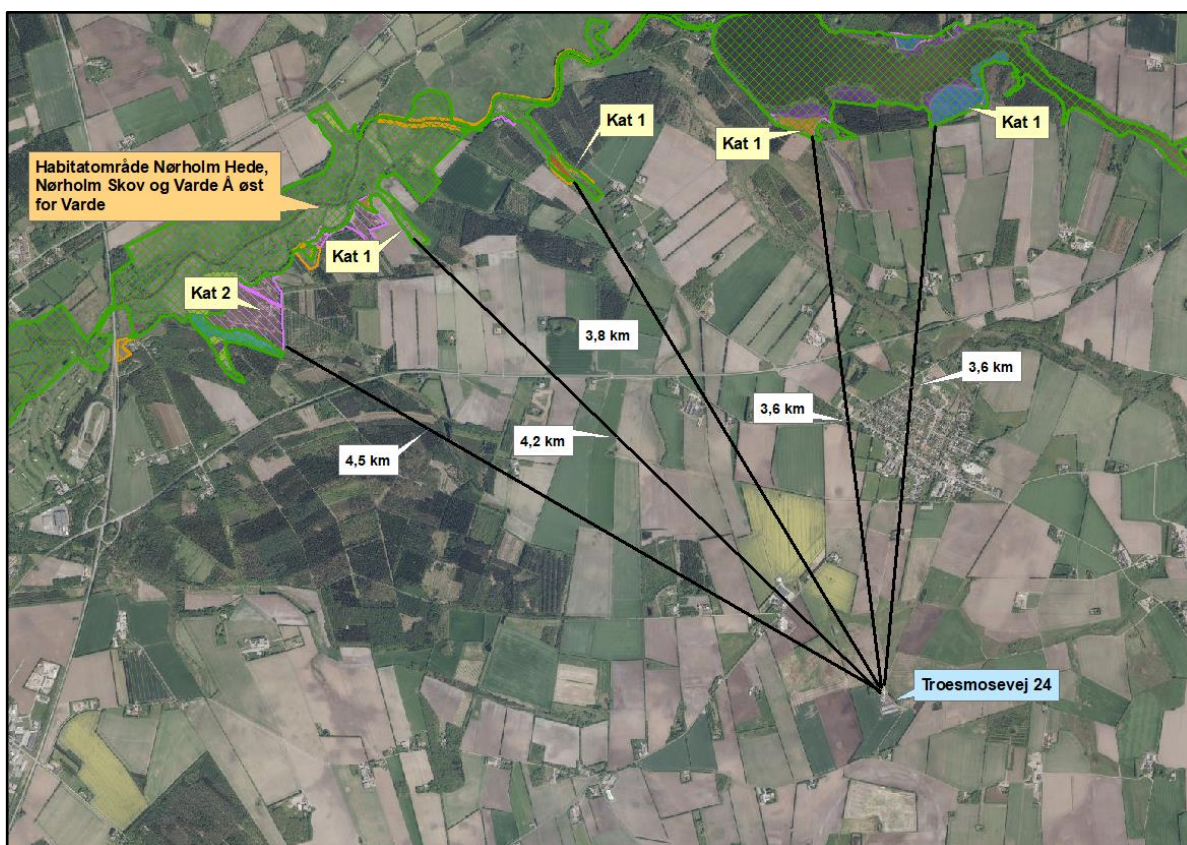 Kat 1
Kat 1
Kat 1
Habitatområde Nørholm Hede,
Nørholm Skov og Varde Å øst
for Varde
Kat 1
Kat 2
3,8 km
3,6 km
3,6 km
4,2 km
4,5 km
Troesmosevej 24